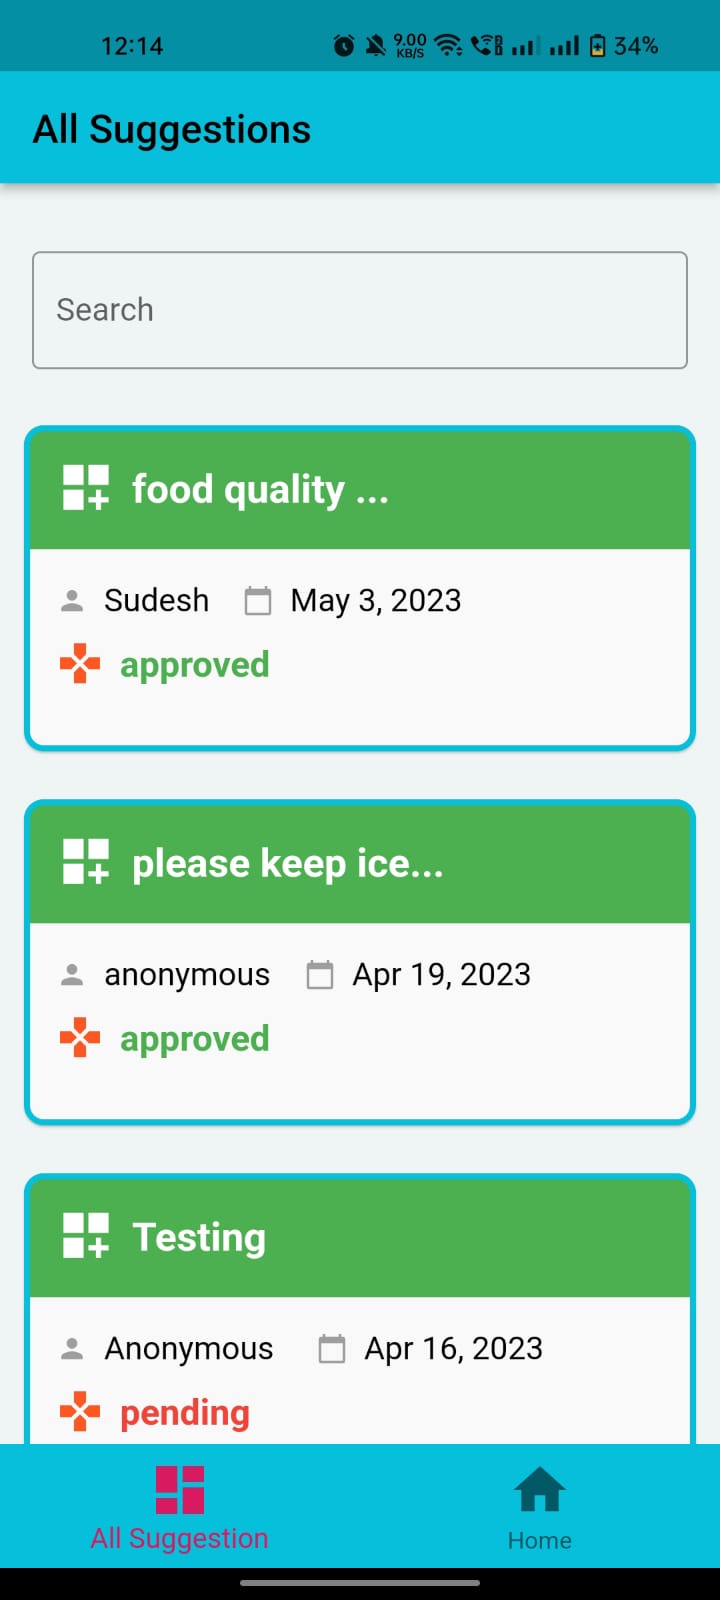 12:14 9.00 KB/S 34%
All Suggestions
Search
food quality ...
Sudesh May 3, 2023
approved
please keep ice...
anonymous Apr 19, 2023
approved
Testing
Anonymous Apr 16, 2023
pending
All Suggestion Home